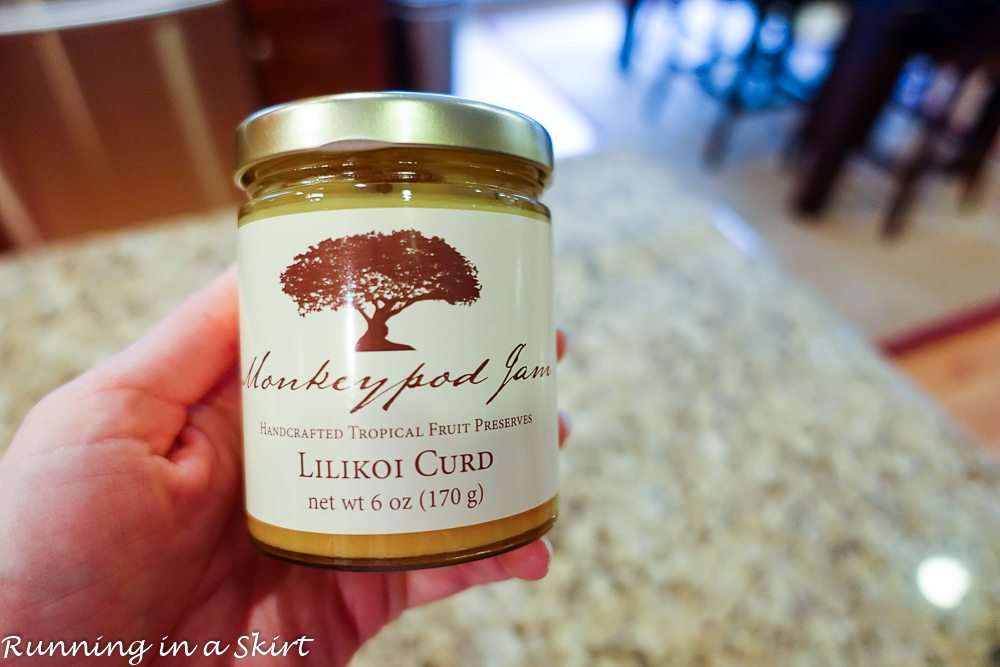 Monkeypod Jam
Handcrafted Tropical Fruit Preserves
Lilikoi Curd
net wt 6 oz (170 g)
Running in a Skirt